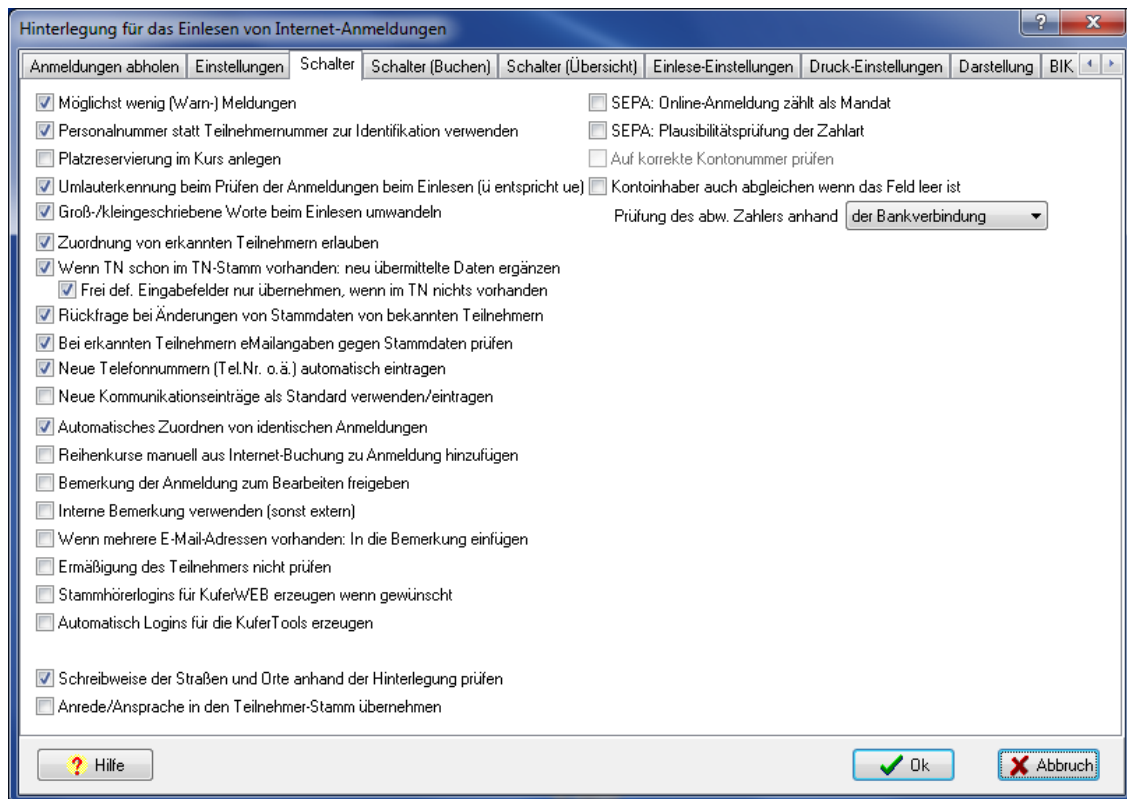 Hinterlegung für das Einlesen von Internet-Anmeldungen
Anmeldungen abholen Einstellungen Schalter Schalter (Buchen) Schalter (Übersicht) Einlese-Einstellungen Druck-Einstellungen Darstellung BIK
Möglichst wenig (Warn-) Meldungen
Personalnummer statt Teilnehmernummer zur Identifikation verwenden
Platzreservierung im Kurs anlegen
Umlauterkennung beim Prüfen der Anmeldungen beim Einlesen (ü entspricht ue)
Groß-/kleingeschriebene Worte beim Einlesen umwandeln
Zuordnung von erkannten Teilnehmern erlauben
Wenn TN schon im TN-Stamm vorhanden: neu übermittelte Daten ergänzen
Frei def. Eingabefelder nur übernehmen, wenn im TN nichts vorhanden
Rückfrage bei Änderungen von Stammdaten von bekannten Teilnehmern
Bei erkannten Teilnehmern eMailangaben gegen Stammdaten prüfen
Neue Telefonnummern (Tel.Nr. o.ä.) automatisch eintragen
Neue Kommunikationseinträge als Standard verwenden/eintragen
Automatisches Zuordnen von identischen Anmeldungen
Reihenkurse manuell aus Internet-Buchung zu Anmeldung hinzufügen
Bemerkung der Anmeldung zum Bearbeiten freigeben
Interne Bemerkung verwenden (sonst extern)
Wenn mehrere E-Mail-Adressen vorhanden: In die Bemerkung einfügen
Ermäßigung des Teilnehmers nicht prüfen
Stammhörerlogins für KuferWEB erzeugen wenn gewünscht
Automatisch Logins für die KuferTools erzeugen
Schreibweise der Straßen und Orte anhand der Hinterlegung prüfen
Anrede/Ansprache in den Teilnehmer-Stamm übernehmen
SEPA: Online-Anmeldung zählt als Mandat
SEPA: Plausibilitätsprüfung der Zahlart
Auf korrekte Kontonummer prüfen
Kontoinhaber auch abgleichen wenn das Feld leer ist
Prüfung des abw. Zahlers anhand der Bankverbindung
? Hilfe
Ok
Abbruch